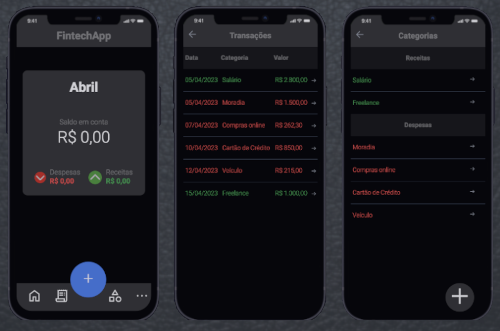 9:41
FintechApp
Abril
Saldo em conta
R$ 0,00
Despesas
R$ 0,00
Receitas
R$ 0,00
9:41
Transações
Data Categoria Valor
05/04/2023 Salário R$ 2.900,00
05/04/2023 Moradia R$ 1.500,00
07/04/2023 Compras online R$ 262,30
10/04/2023 Cartão de Crédito R$ 850,00
12/04/2023 Veículo R$ 215,00
15/04/2023 Freelance R$ 1.300,00
9:41
Categorias
Receitas
Salário
Freelance
Despesas
Moradia
Compras online
Cartão de Crédito
Veículo